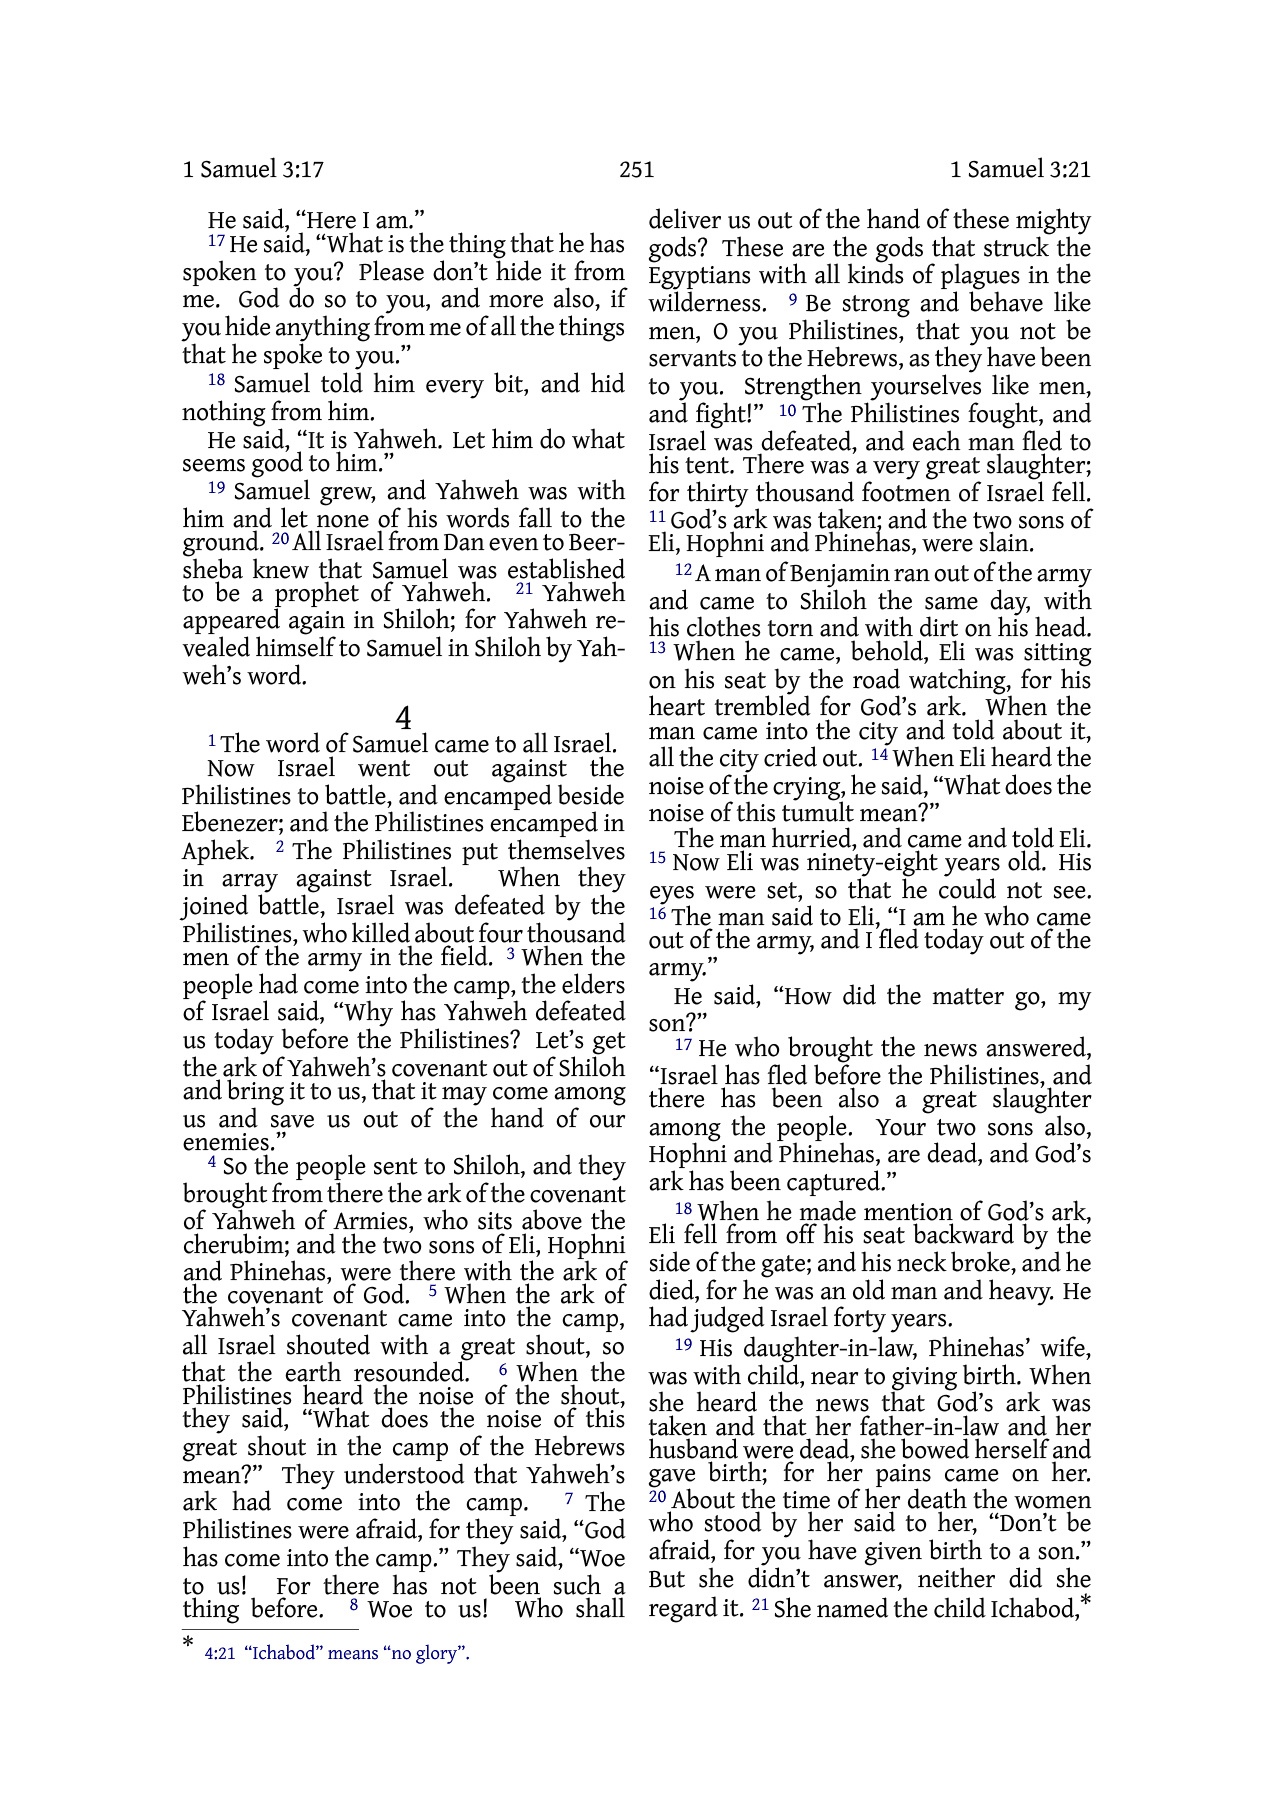 1 Samuel 3:17 251 1 Samuel 3:21
He said, “Here I am.”
17 He said, “What is the thing that he has
spoken to you? Please don’t hide it from
me. God do so to you, and more also, if
you hide anything from me of all the things
that he spoke to you.”
18 Samuel told him every bit, and hid
nothing from him.
He said, “It is Yahweh. Let him do what
seems good to him.”
19 Samuel grew, and Yahweh was with
him and let none of his words fall to the
ground. 20 All Israel from Dan even to Beer-
sheba knew that Samuel was established
to be a prophet of Yahweh. 21 Yahweh
appeared again in Shiloh; for Yahweh re-
vealed himself to Samuel in Shiloh by Yah-
weh’s word.
4
1 The word of Samuel came to all Israel.
Now Israel went out against the
Philistines to battle, and encamped beside
Ebenezer; and the Philistines encamped in
Aphek. 2 The Philistines put themselves
in array against Israel. When they
joined battle, Israel was defeated by the
Philistines, who killed about four thousand
men of the army in the field. 3 When the
people had come into the camp, the elders
of Israel said, “Why has Yahweh defeated
us today before the Philistines? Let’s get
the ark of Yahweh’s covenant out of Shiloh
and bring it to us, that it may come among
us and save us out of the hand of our
enemies.”
4 So the people sent to Shiloh, and they
brought from there the ark of the covenant
of Yahweh of Armies, who sits above the
cherubim; and the two sons of Eli, Hophni
and Phinehas, were there with the ark of
the covenant of God. 5 When the ark of
Yahweh’s covenant came into the camp,
all Israel shouted with a great shout, so
that the earth resounded. 6 When the
Philistines heard the noise of the shout,
they said, “What does the noise of this
great shout in the camp of the Hebrews
mean?” They understood that Yahweh’s
ark had come into the camp. 7 The
Philistines were afraid, for they said, “God
has come into the camp.” They said, “Woe
to us! For there has not been such a
thing before. 8 Woe to us! Who shall
deliver us out of the hand of these mighty
gods? These are the gods that struck the
Egyptians with all kinds of plagues in the
wilderness. 9 Be strong and behave like
men, O you Philistines, that you not be
servants to the Hebrews, as they have been
to you. Strengthen yourselves like men,
and fight!” 10 The Philistines fought, and
Israel was defeated, and each man fled to
his tent. There was a very great slaughter;
for thirty thousand footmen of Israel fell.
11 God’s ark was taken; and the two sons of
Eli, Hophni and Phinehas, were slain.
12 A man of Benjamin ran out of the army
and came to Shiloh the same day, with
his clothes torn and with dirt on his head.
13 When he came, behold, Eli was sitting
on his seat by the road watching, for his
heart trembled for God’s ark. When the
man came into the city and told about it,
all the city cried out. 14 When Eli heard the
noise of the crying, he said, “What does the
noise of this tumult mean?”
The man hurried, and came and told Eli.
15 Now Eli was ninety-eight years old. His
eyes were set, so that he could not see.
16 The man said to Eli, “I am he who came
out of the army, and I fled today out of the
army.”
He said, “How did the matter go, my
son?”
17 He who brought the news answered,
“Israel has fled before the Philistines, and
there has been also a great slaughter
among the people. Your two sons also,
Hophni and Phinehas, are dead, and God’s
ark has been captured.”
18 When he made mention of God’s ark,
Eli fell from off his seat backward by the
side of the gate; and his neck broke, and he
died, for he was an old man and heavy. He
had judged Israel forty years.
19 His daughter-in-law, Phinehas’ wife,
was with child, near to giving birth. When
she heard the news that God’s ark was
taken and that her father-in-law and her
husband were dead, she bowed herself and
gave birth; for her pains came on her.
20 About the time of her death the women
who stood by her said to her, “Don’t be
afraid, for you have given birth to a son.”
But she didn’t answer, neither did she
regard it. 21 She named the child Ichabod,*
* 4:21 “Ichabod” means “no glory”.